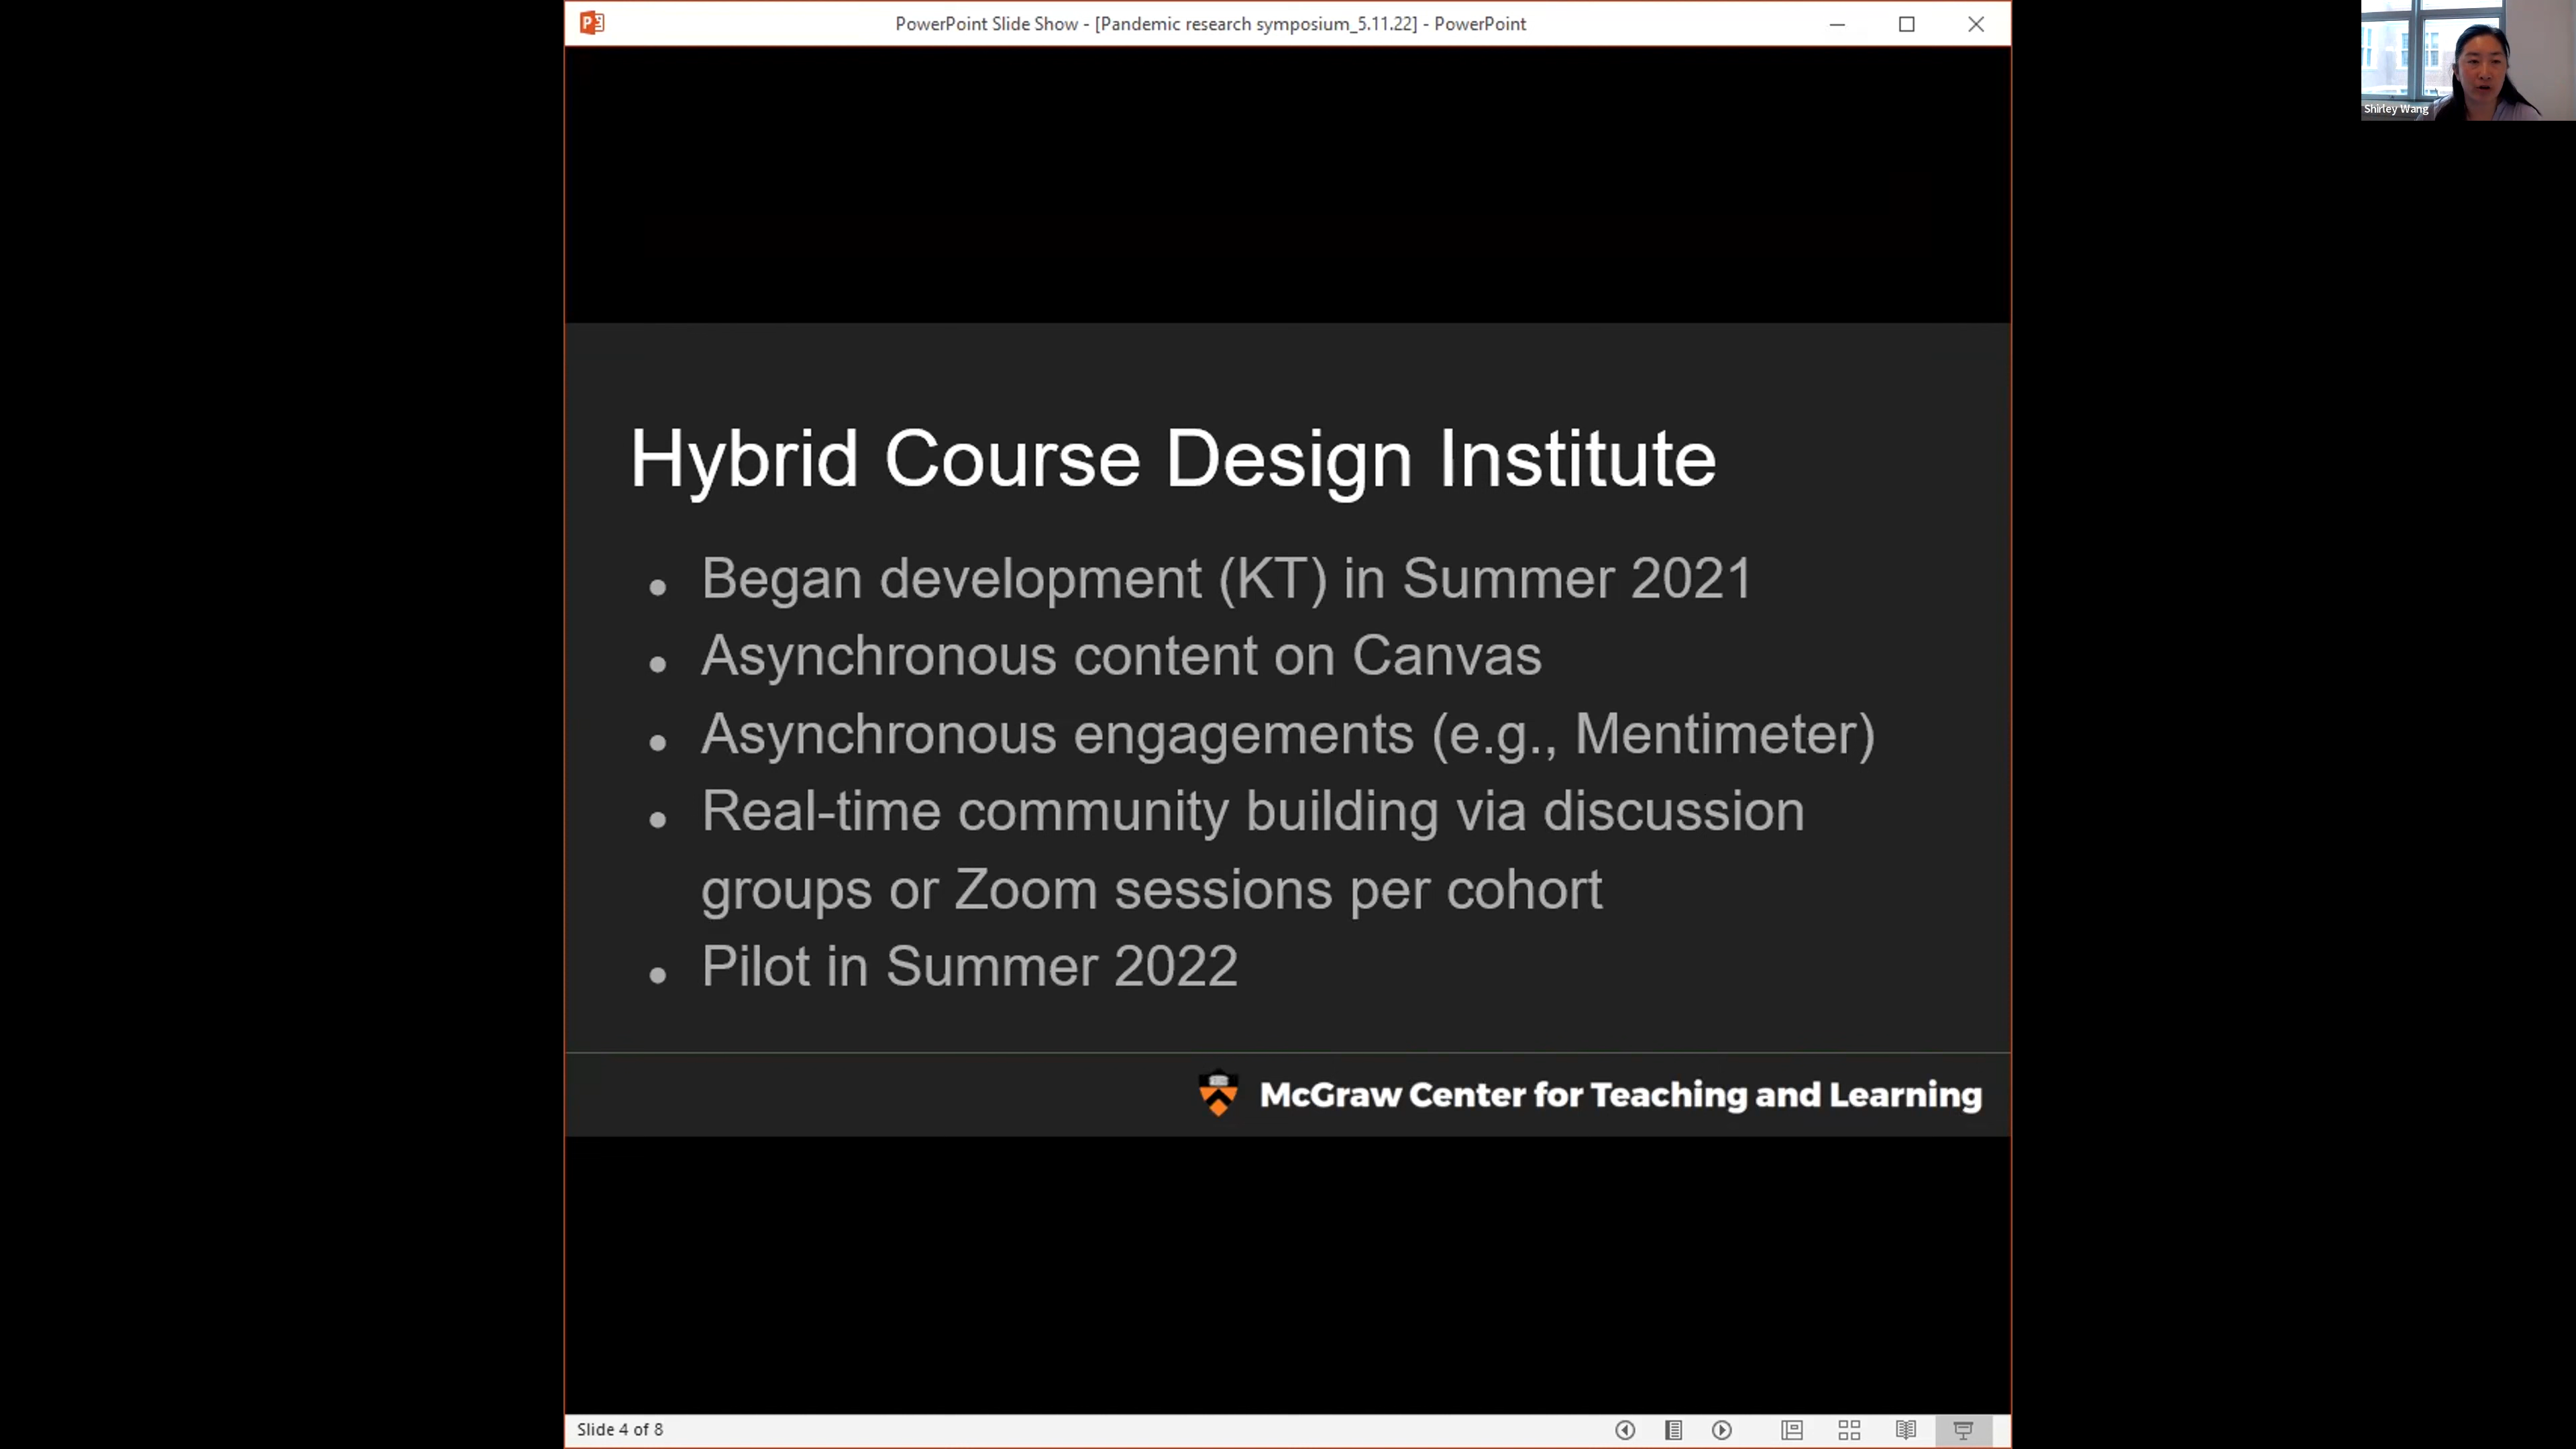 PowerPoint Slide Show - [Pandemic research symposium_5.11.22] - PowerPoint
Shirley Wang
Hybrid Course Design Institute
• Began development (KT) in Summer 2021
• Asynchronous content on Canvas
• Asynchronous engagements (e.g., Mentimeter)
• Real-time community building via discussion
groups or Zoom sessions per cohort
• Pilot in Summer 2022
McGraw Center for Teaching and Learning
Slide 4 of 8